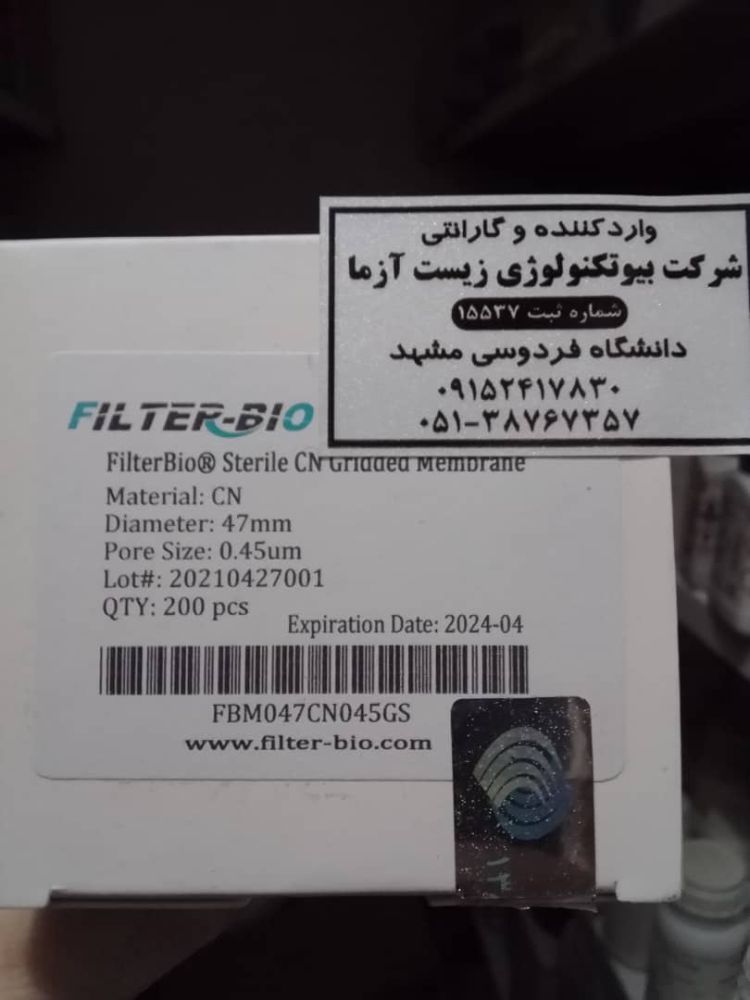 واردکننده و گارانتی
شرکت بیوتکنولوژی زیست آزما
شماره ثبت ۱۵۵۳۷
دانشگاه فردوسی مشهد
۰۹۱۵۲۴۱۷۸۳۰
۰۵۱-۳۸۷۶۷۳۵۷
FILTER-BIO
FilterBio® Sterile CN Gridded Membrane
Material: CN
Diameter: 47mm
Pore Size: 0.45um
Lot#: 20210427001
QTY: 200 pcs
Expiration Date: 2024-04
FBM047CN045GS
www.filter-bio.com